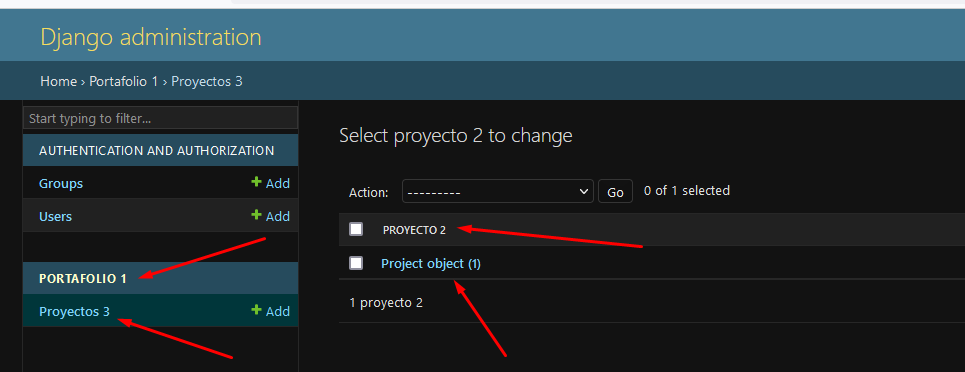 Django administration
Home › Portafolio 1 › Proyectos 3
Start typing to filter...
AUTHENTICATION AND AUTHORIZATION
Groups + Add
Users + Add
PORTAFOLIO 1
Proyectos 3 + Add
Select proyecto 2 to change
Action: --------- Go 0 of 1 selected
PROYECTO 2
Project object (1)
1 proyecto 2